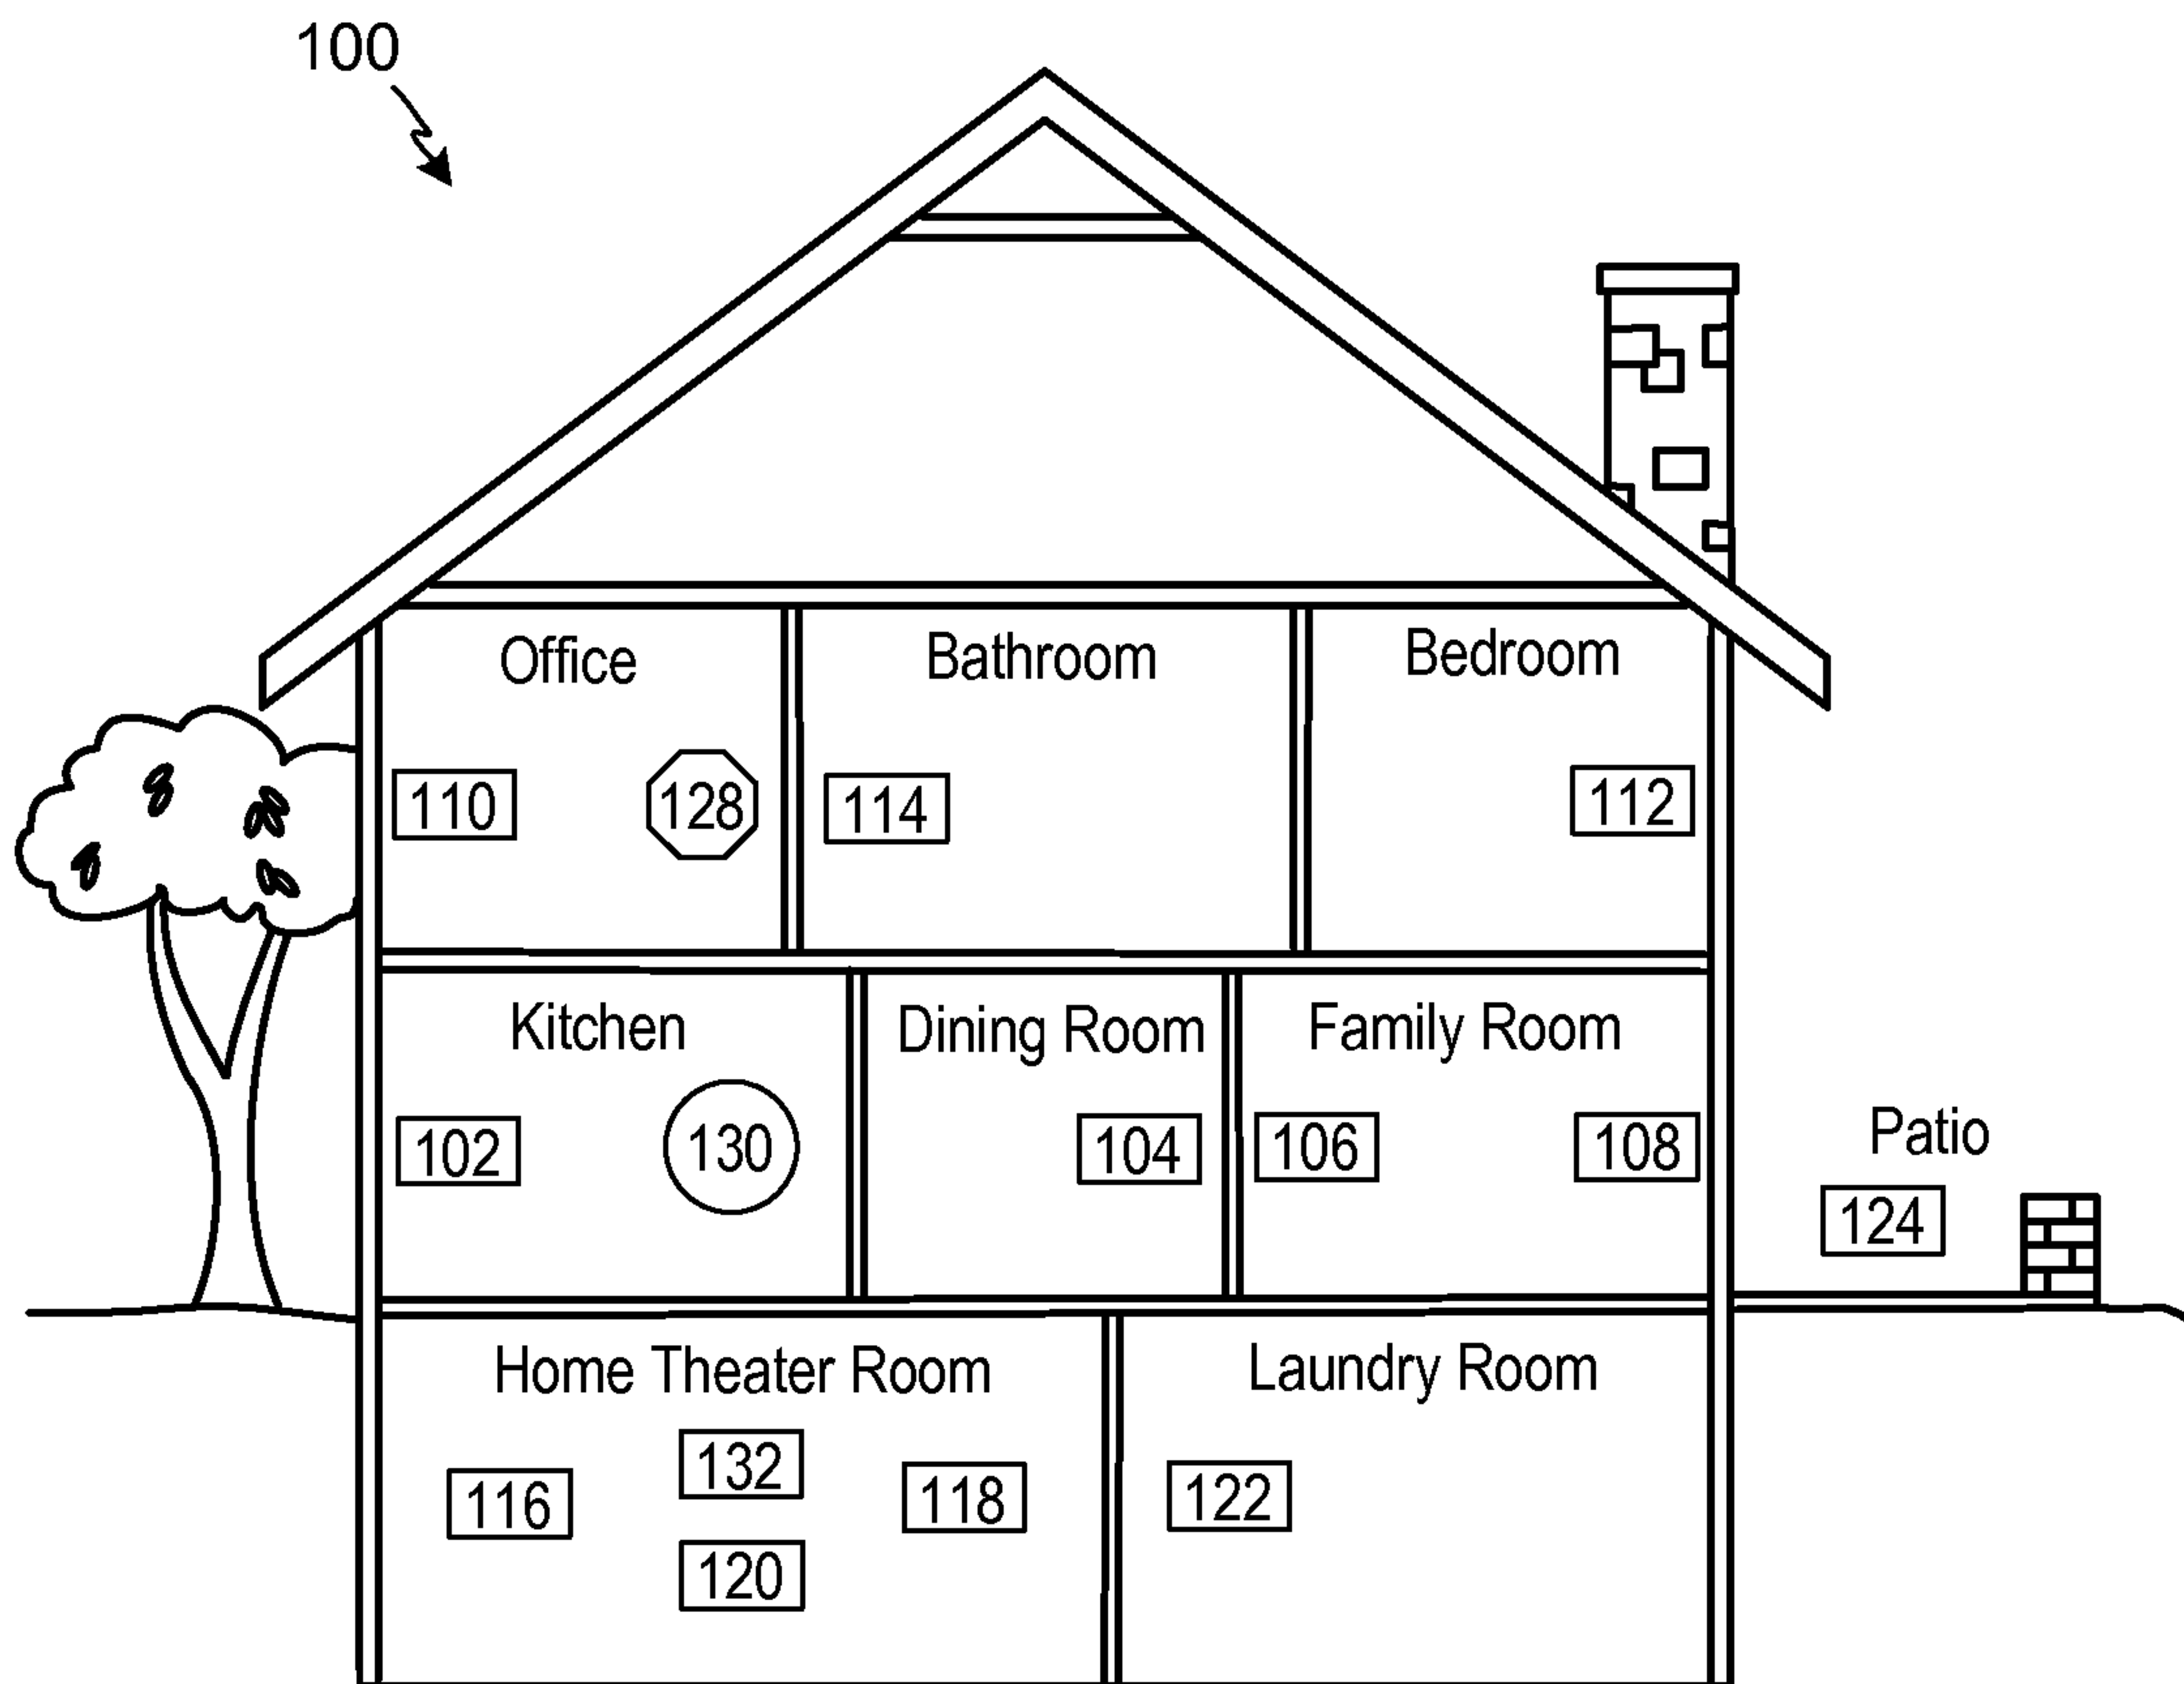 100
Office
Bathroom
Bedroom
110
128
114
112
Kitchen
Dining Room
Family Room
102
130
104
106
108
Patio
124
Home Theater Room
Laundry Room
132
116
118
122
120